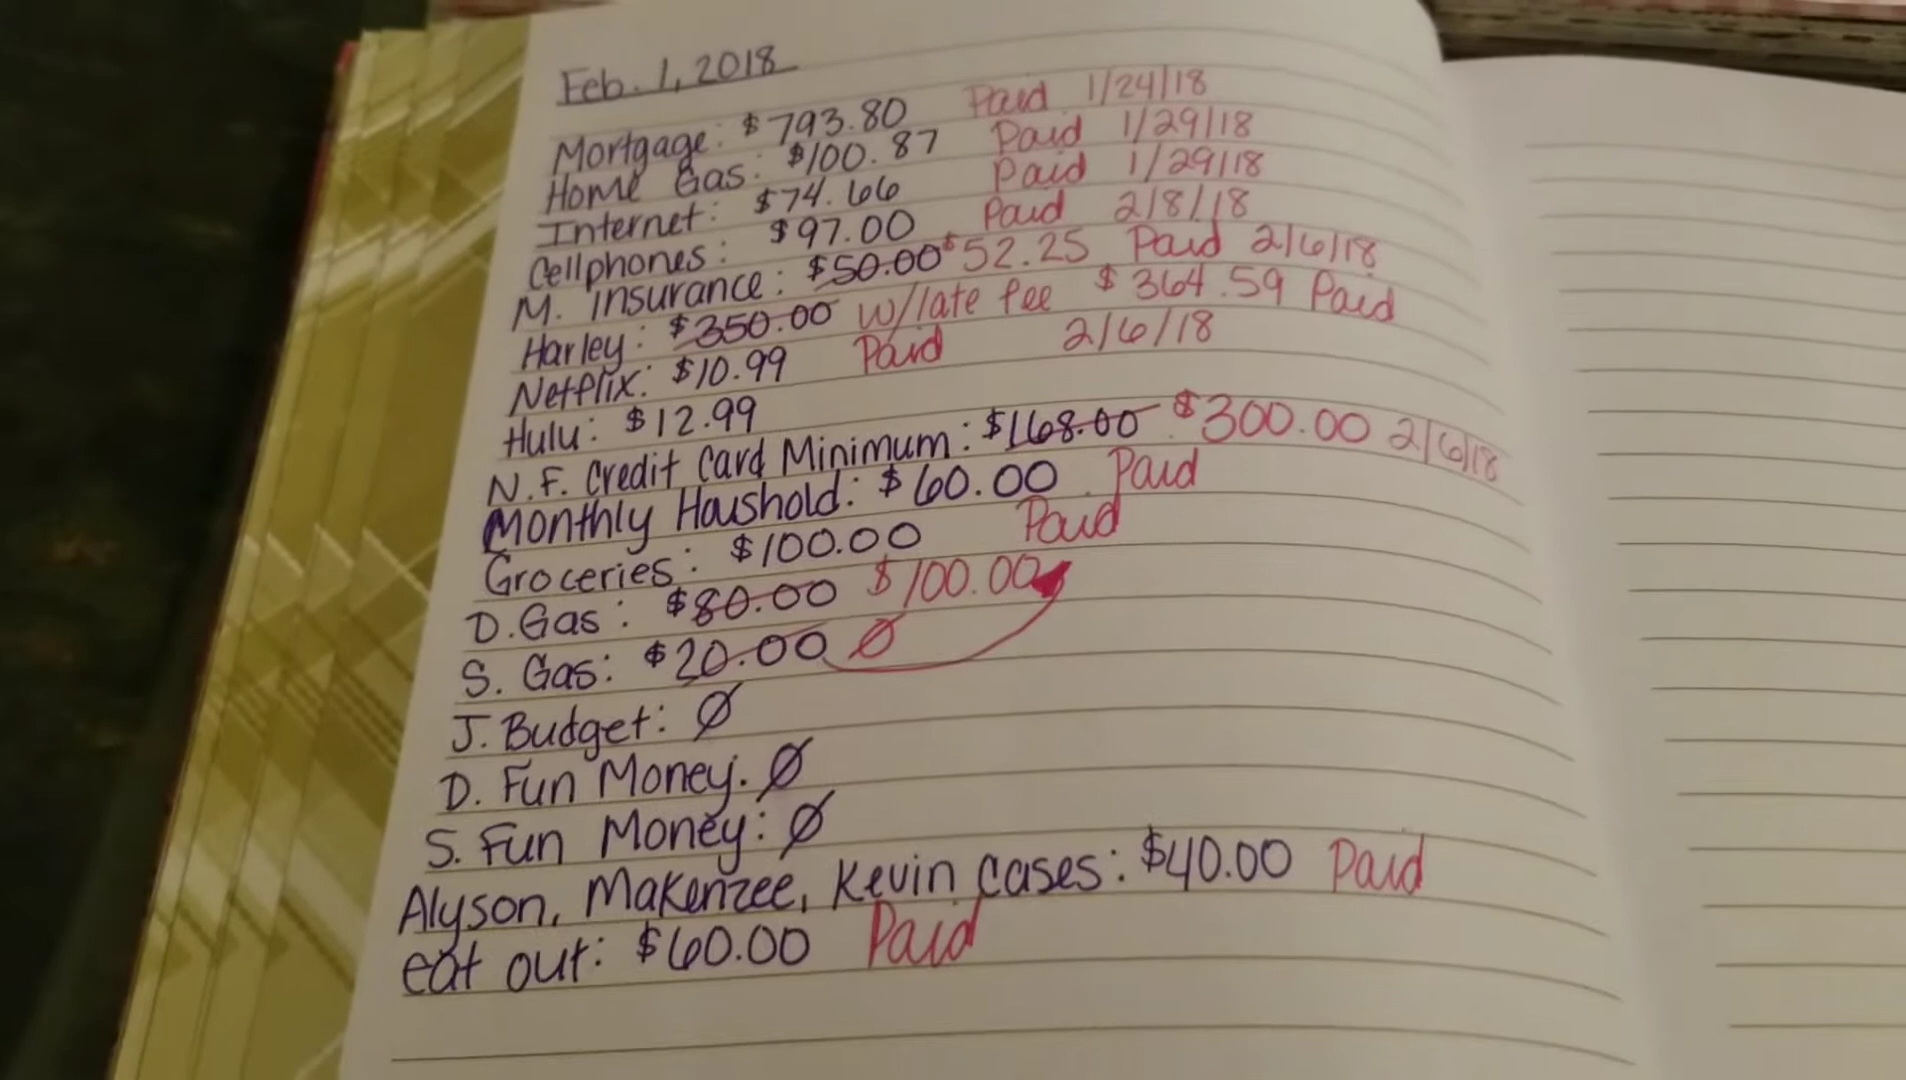 Feb. 1, 2018
Mortgage: $793.80 Paid 1/24/18
Home Gas: $100.87 Paid 1/29/18
Internet: $74.66 Paid 1/29/18
Cellphones: $97.00 Paid 2/8/18
M. Insurance: $50.00 $52.25 Paid 2/6/18
Harley: $350.00 w/late fee $364.59 Paid
Netflix: $10.99 Paid 2/6/18
Hulu: $12.99
N.F. Credit Card Minimum: $168.00 $300.00 2/6/18
Monthly Haushold: $60.00 Paid
Groceries: $100.00 Paid
D. Gas: $80.00 $100.00
S. Gas: $20.00 Ø
J. Budget: Ø
D. Fun Money. Ø
S. Fun Money: Ø
Alyson, Makenzee, Kevin cases: $40.00 Paid
eat out: $60.00 Paid